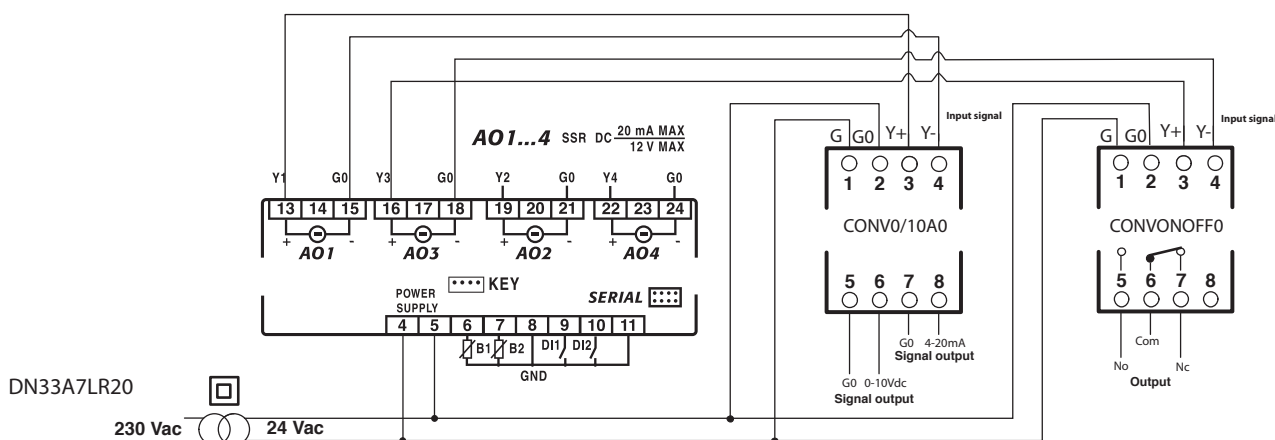 AO1...4 SSR DC 20 mA MAX
12 V MAX
Y1 G0 Y3 G0 Y2 G0 Y4 G0
13 14 15 16 17 18 19 20 21 22 23 24
+ - + - + - + -
AO1 AO3 AO2 AO4
KEY
POWER
SUPPLY
SERIAL
4 5 6 7 8 9 10 11
B1 B2 DI1 DI2
GND
DN33A7LR20
230 Vac 24 Vac
Input signal
G G0 Y+ Y-
1 2 3 4
CONV0/10A0
5 6 7 8
G0 4-20mA
Signal output
G0 0-10Vdc
Signal output
Input signal
G G0 Y+ Y-
1 2 3 4
CONVONOFF0
5 6 7 8
Com
No Nc
Output